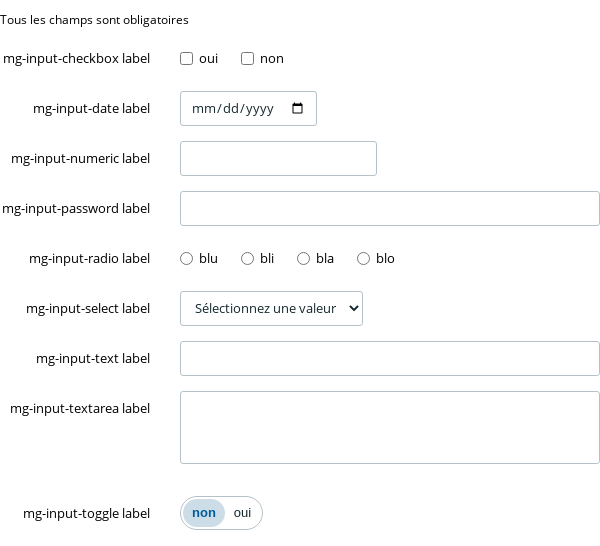 Tous les champs sont obligatoires
mg-input-checkbox label oui non
mg-input-date label mm/dd/yyyy
mg-input-numeric label
mg-input-password label
mg-input-radio label blu bli bla blo
mg-input-select label Sélectionnez une valeur
mg-input-text label
mg-input-textarea label
mg-input-toggle label non oui